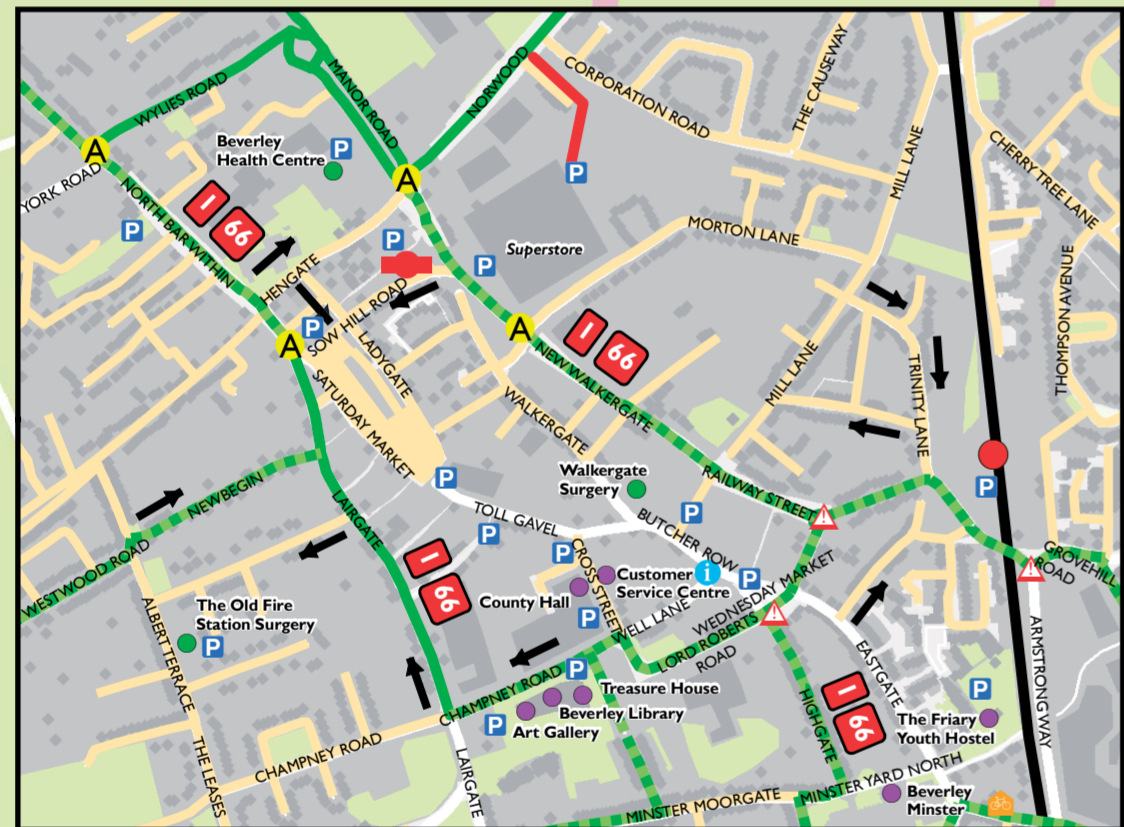 WYLIES ROAD
MANOR ROAD
NORWOOD
CORPORATION ROAD
THE CAUSEWAY
MILL LANE
CHERRY TREE LANE
THOMPSON AVENUE
A
YORK ROAD
Beverley
Health Centre
P
A
P
P
1
66
NORTH BAR WITHIN
HENGATE
P
P
Superstore
MORTON LANE
P
SOW HILL ROAD
LADYGATE
A
A
1
66
NEW WALKERGATE
SATURDAY MARKET
WALKERGATE
MILL LANE
TRINITY LANE
P
P
Walkergate
Surgery
RAILWAY STREET
NEWBEGIN
WESTWOOD ROAD
LAIRGATE
TOLL GAVEL
P
P
P
BUTCHER ROW
CROSS STREET
1
66
County Hall
Customer
Service Centre
i
P
WEDNESDAY MARKET
GROVEHILL
ROAD
The Old Fire
Station Surgery
P
ALBERT TERRACE
P
WELL LANE
LORD ROBERTS
ROAD
EASTGATE
ARMSTRONG WAY
CHAMPNEY ROAD
P
Treasure House
Beverley Library
Art Gallery
P
HIGHGATE
1
66
P
The Friary
Youth Hostel
CHAMPNEY ROAD
THE LEASES
LAIRGATE
MINSTER MOORGATE
MINSTER YARD NORTH
Beverley
Minster